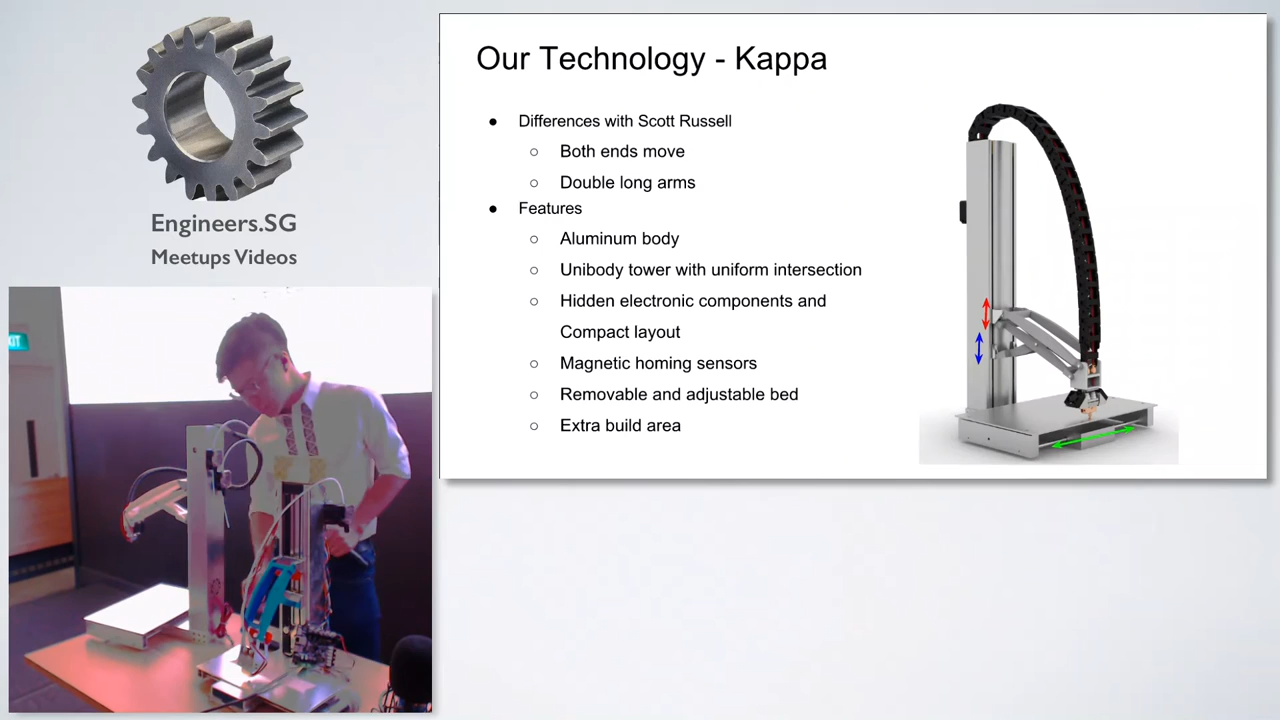 Engineers.SG
Meetups Videos
Our Technology - Kappa
● Differences with Scott Russell
○ Both ends move
○ Double long arms
● Features
○ Aluminum body
○ Unibody tower with uniform intersection
○ Hidden electronic components and
Compact layout
○ Magnetic homing sensors
○ Removable and adjustable bed
○ Extra build area